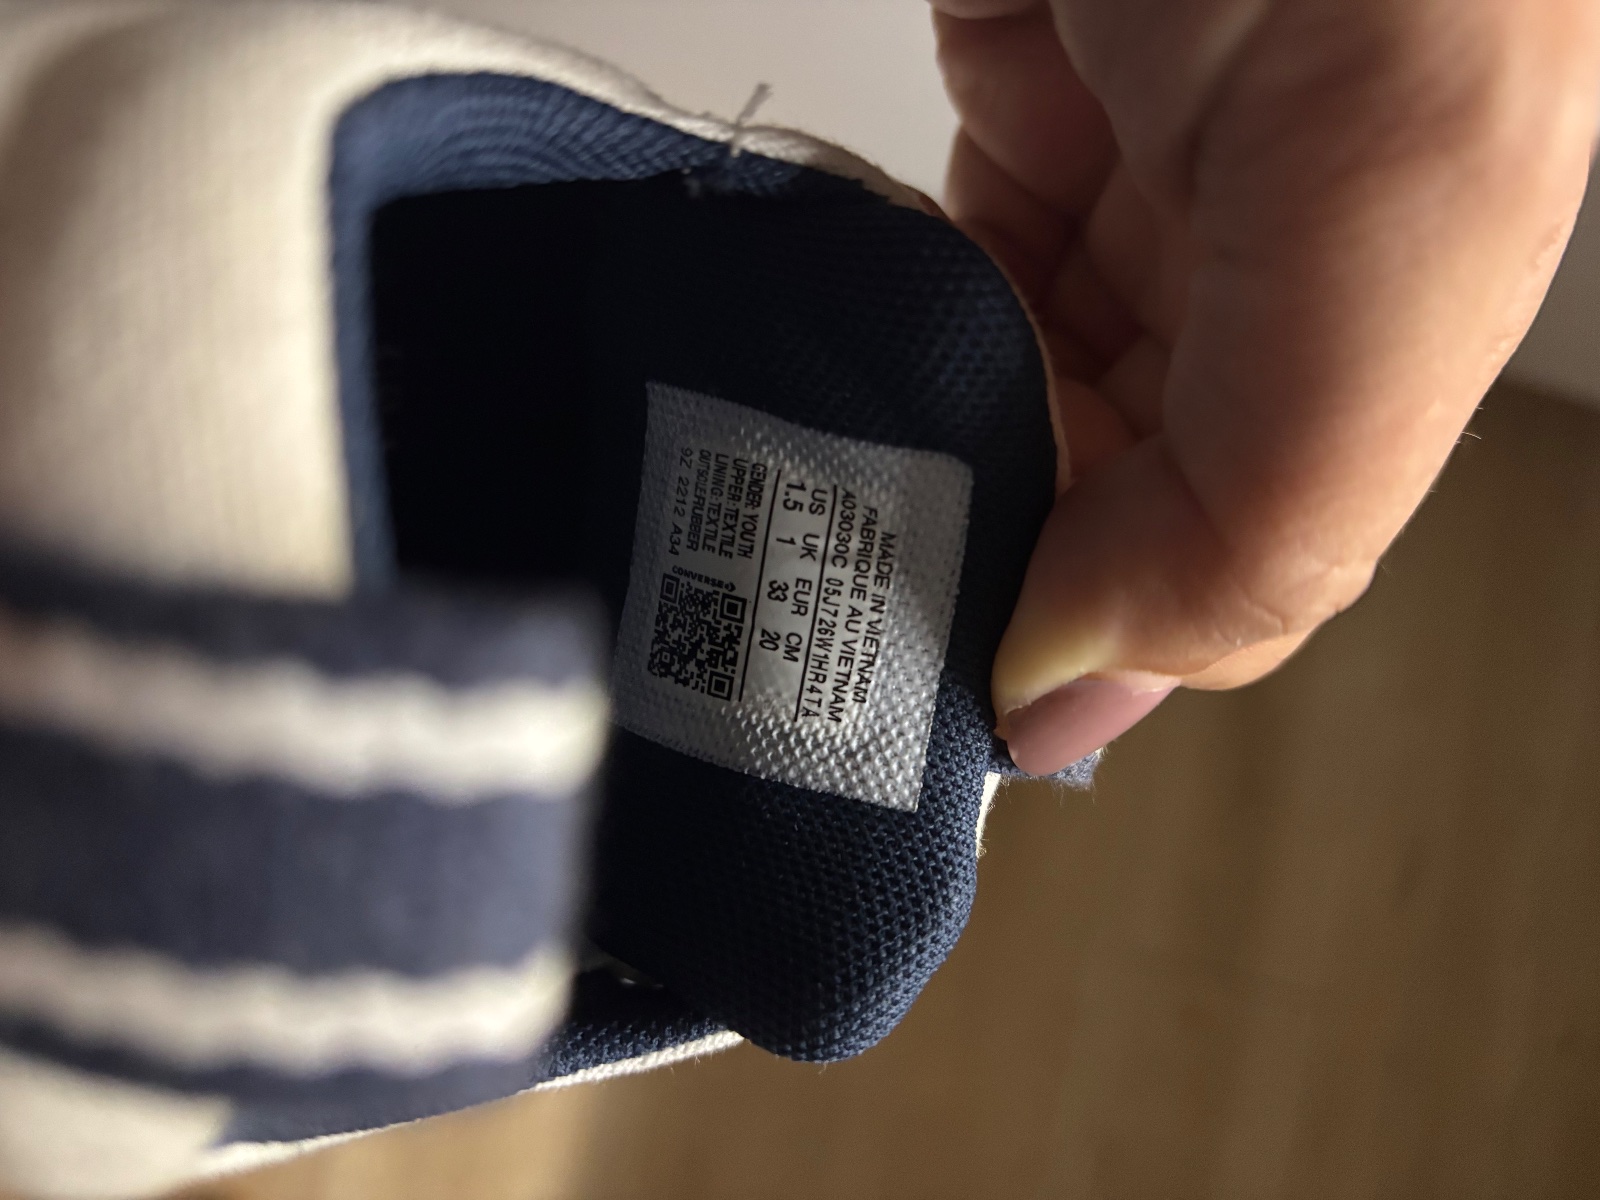 MADE IN VIETNAM
FABRIQUE AU VIETNAM
A03030C 05J726W1HR4TA
US UK EUR CM
1.5 1 33 20
GENDER: YOUTH
UPPER:TEXTILE
LINING:TEXTILE
OUTSOLE:RUBBER
9Z 2212 A34
CONVERSE